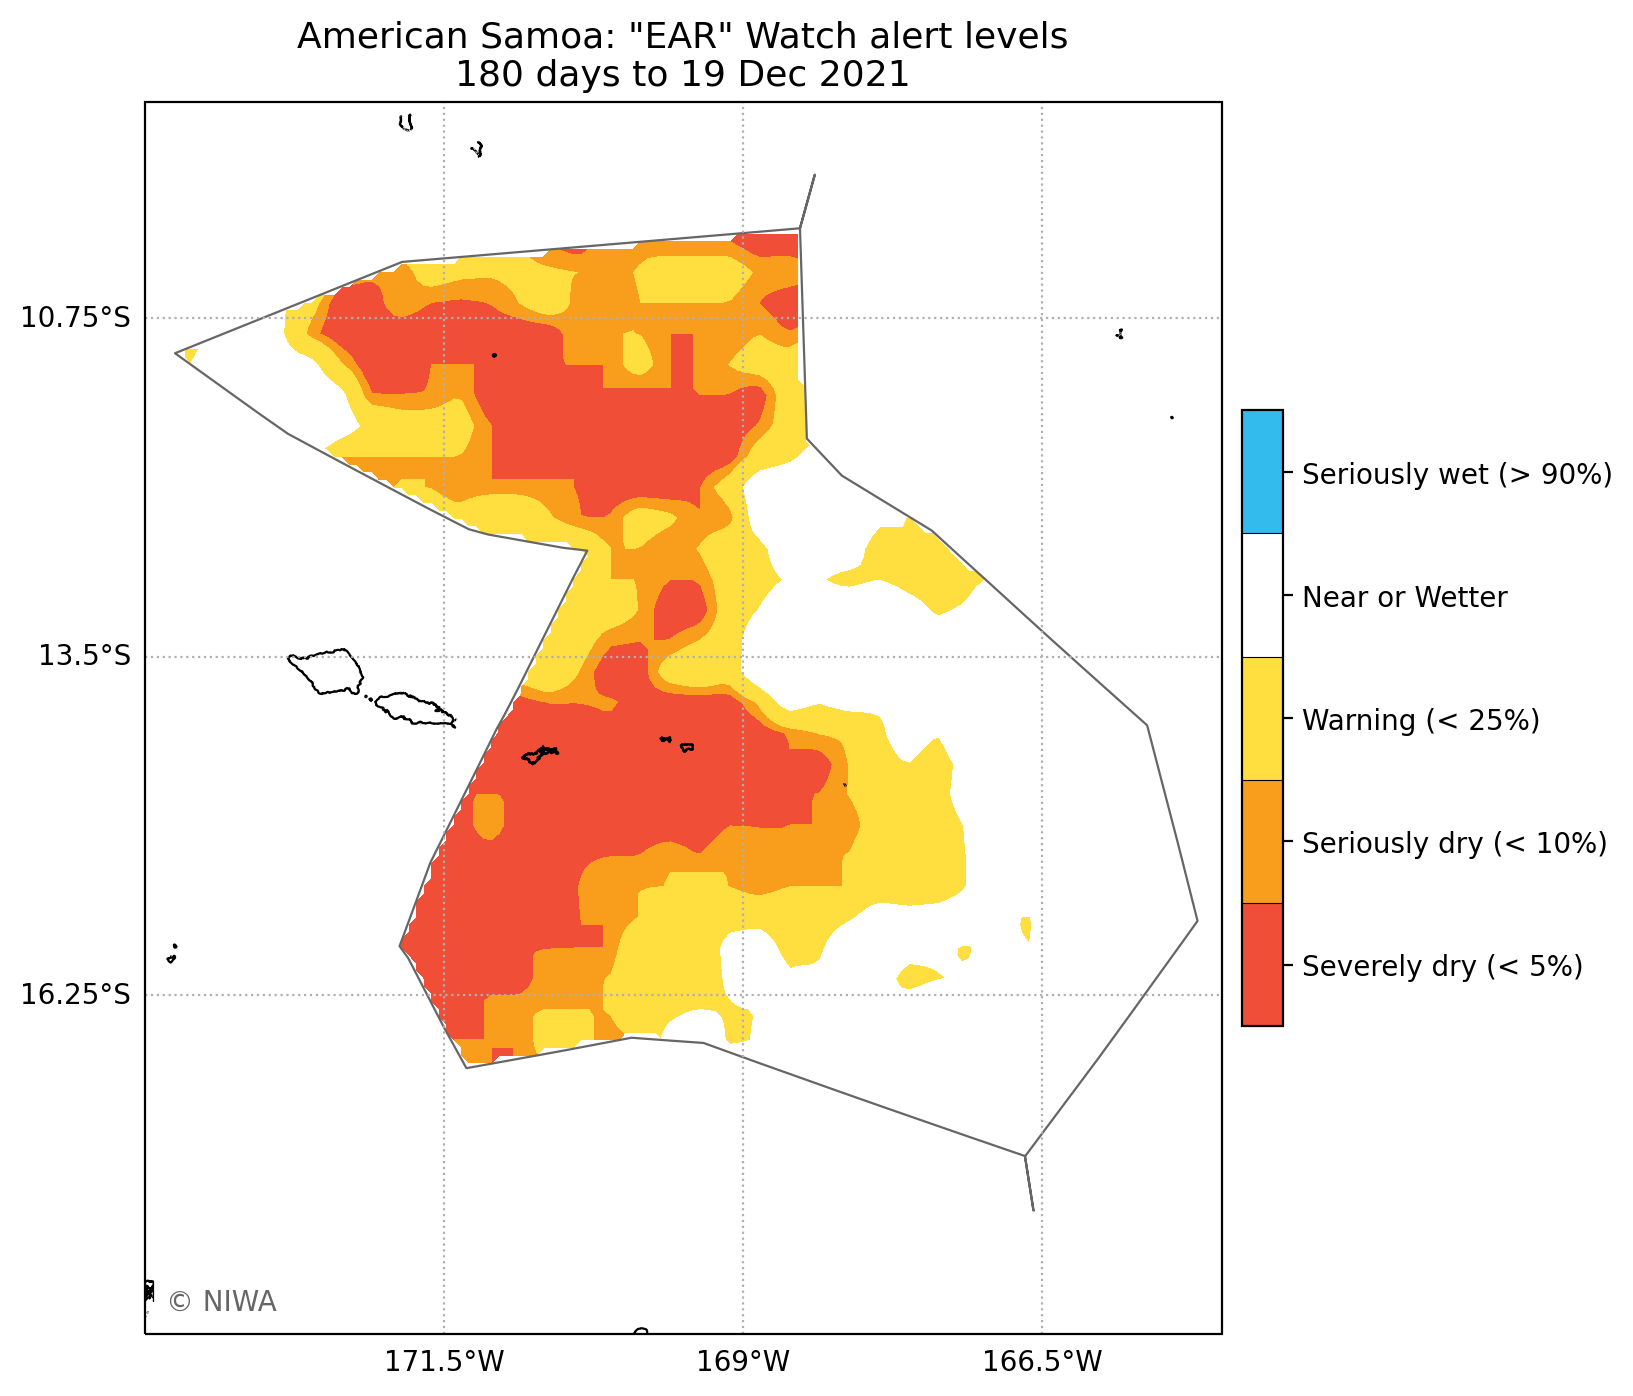 American Samoa: "EAR" Watch alert levels
180 days to 19 Dec 2021
10.75°S
13.5°S
16.25°S
171.5°W
169°W
166.5°W
© NIWA
Seriously wet (> 90%)
Near or Wetter
Warning (< 25%)
Seriously dry (< 10%)
Severely dry (< 5%)